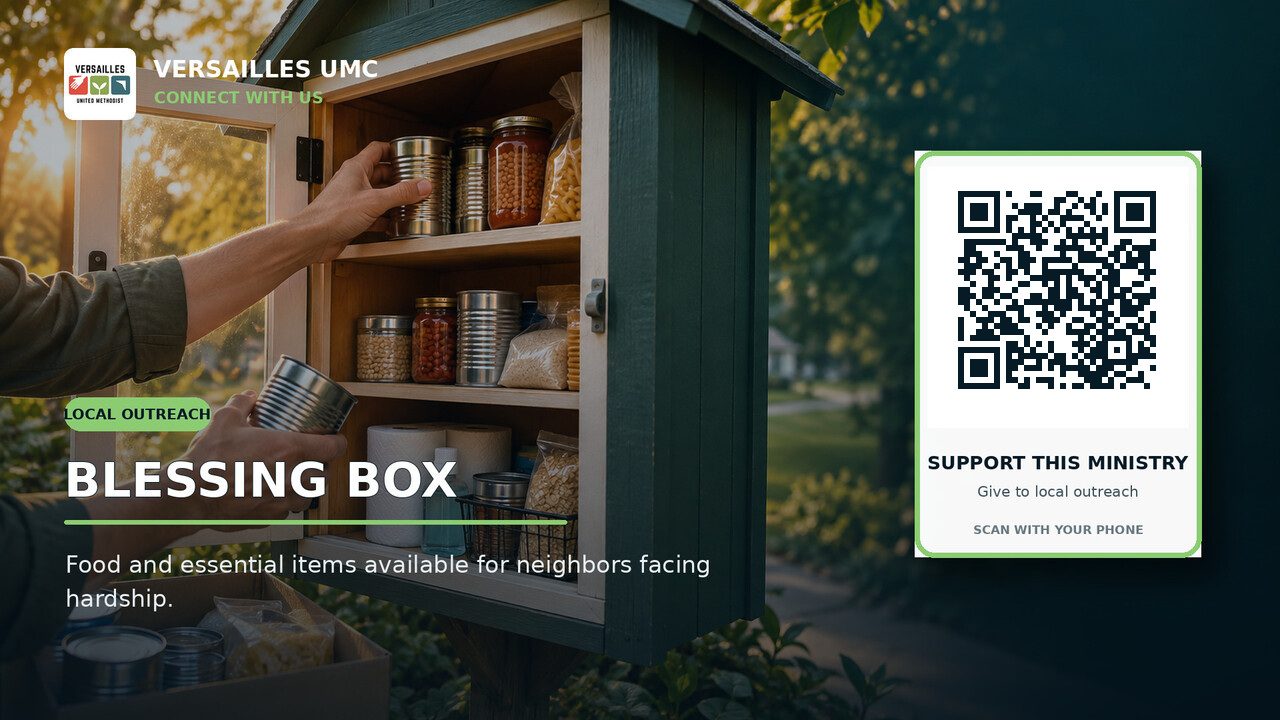 VERSAILLES
UNITED METHODIST
VERSAILLES UMC
CONNECT WITH US
LOCAL OUTREACH
BLESSING BOX
Food and essential items available for neighbors facing
hardship.
SUPPORT THIS MINISTRY
Give to local outreach
SCAN WITH YOUR PHONE